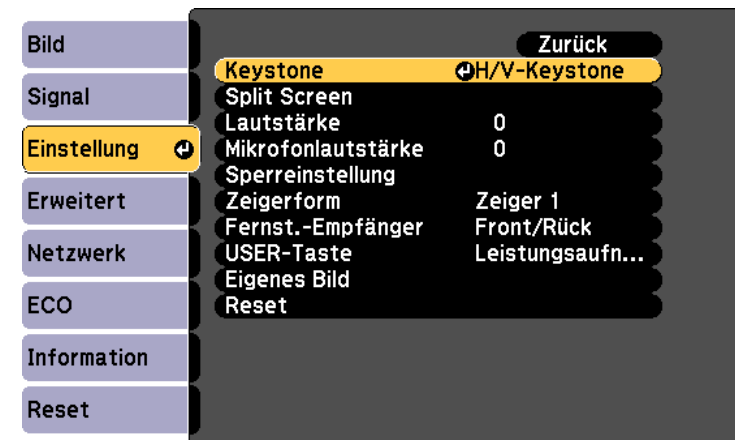 Bild
Signal
Einstellung
Erweitert
Netzwerk
ECO
Information
Reset
Zurück
Keystone H/V-Keystone
Split Screen
Lautstärke 0
Mikrofonlautstärke 0
Sperreinstellung
Zeigerform Zeiger 1
Fernst.-Empfänger Front/Rück
USER-Taste Leistungsaufn...
Eigenes Bild
Reset